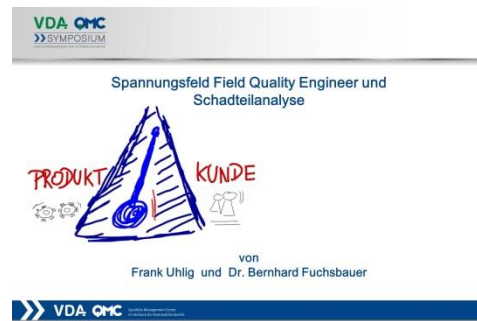 VDA QMC
SYMPOSIUM
Spannungsfeld Field Quality Engineer und
Schadteilanalyse
PRODUKT KUNDE
von
Frank Uhlig und Dr. Bernhard Fuchsbauer
VDA QMC